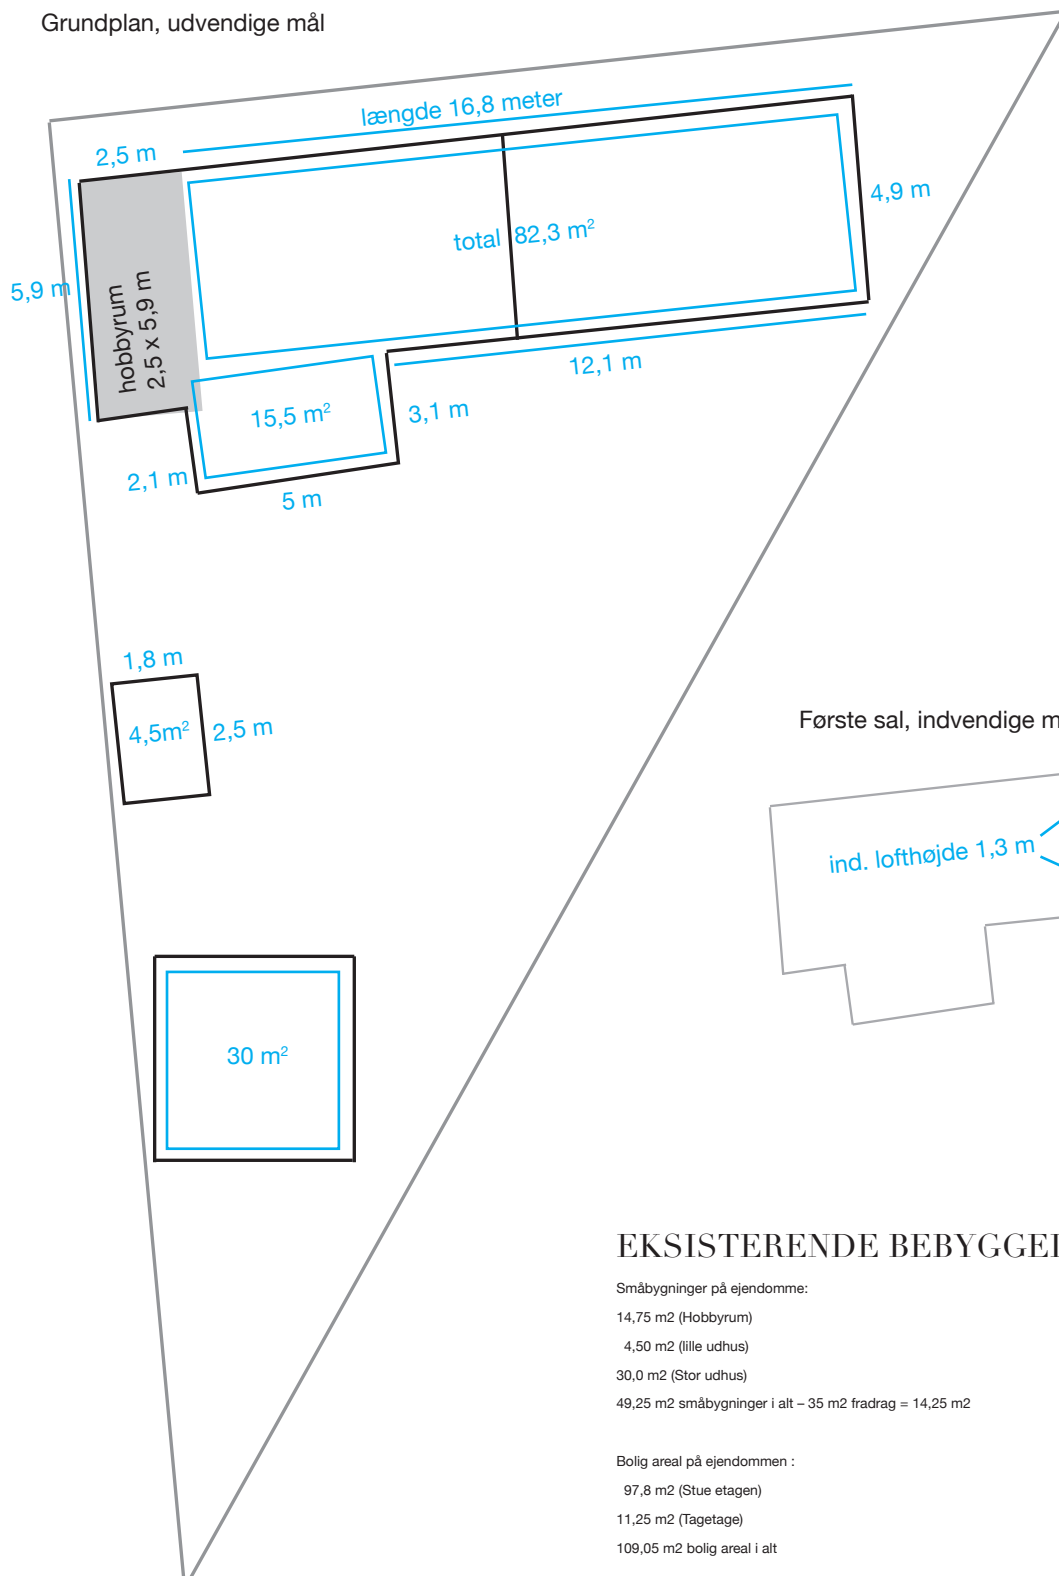 Grundplan, udvendige mål
længde 16,8 meter
2,5 m
4,9 m
total 82,3 m²
5,9 m
hobbyrum
2,5 x 5,9 m
12,1 m
15,5 m²
3,1 m
2,1 m
5 m
1,8 m
4,5m²
2,5 m
Første sal, indvendige m
ind. lofthøjde 1,3 m
30 m²
EKSISTERENDE BEBYGGEL
Småbygninger på ejendomme:
14,75 m2 (Hobbyrum)
4,50 m2 (lille udhus)
30,0 m2 (Stor udhus)
49,25 m2 småbygninger i alt – 35 m2 fradrag = 14,25 m2
Bolig areal på ejendommen :
97,8 m2 (Stue etagen)
11,25 m2 (Tagetage)
109,05 m2 bolig areal i alt